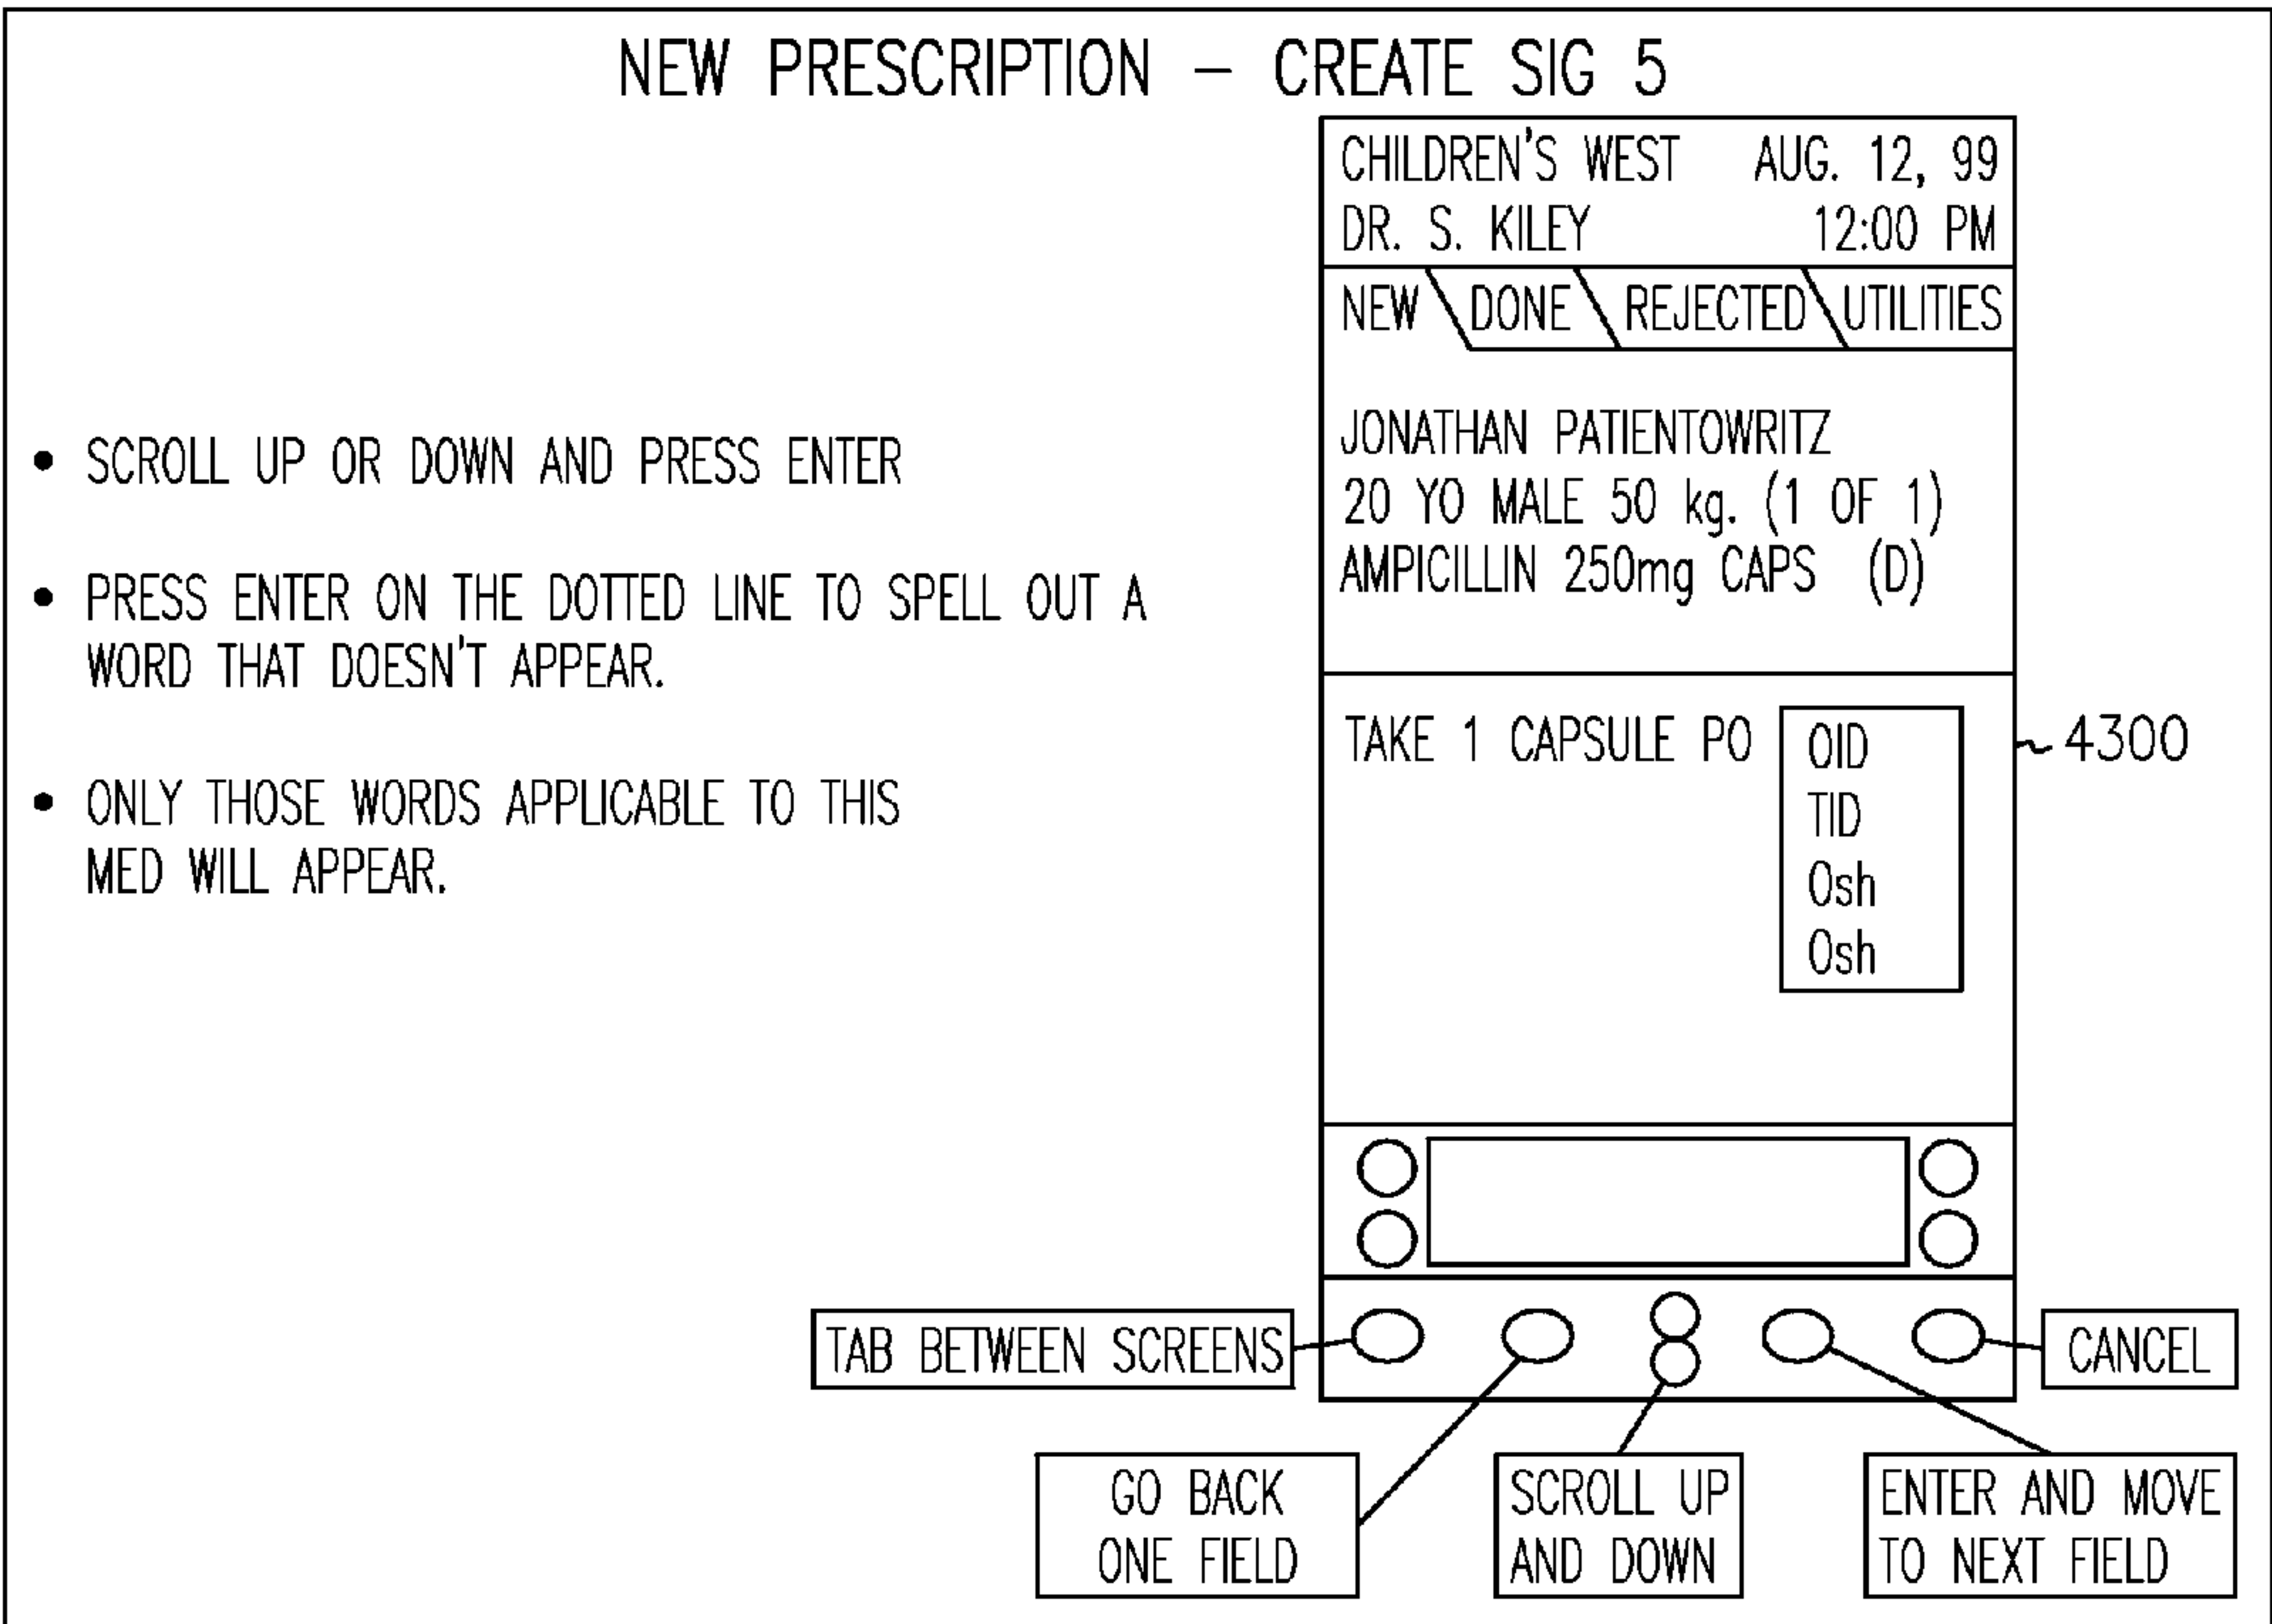 NEW PRESCRIPTION – CREATE SIG 5
CHILDREN'S WEST AUG. 12, 99
DR. S. KILEY 12:00 PM
NEW DONE REJECTED UTILITIES
JONATHAN PATIENTOWRITZ
20 YO MALE 50 kg. (1 OF 1)
AMPICILLIN 250mg CAPS (D)
• SCROLL UP OR DOWN AND PRESS ENTER
• PRESS ENTER ON THE DOTTED LINE TO SPELL OUT A
WORD THAT DOESN'T APPEAR.
• ONLY THOSE WORDS APPLICABLE TO THIS
MED WILL APPEAR.
TAKE 1 CAPSULE PO
OID
TID
Osh
Osh
4300
TAB BETWEEN SCREENS
CANCEL
GO BACK
ONE FIELD
SCROLL UP
AND DOWN
ENTER AND MOVE
TO NEXT FIELD